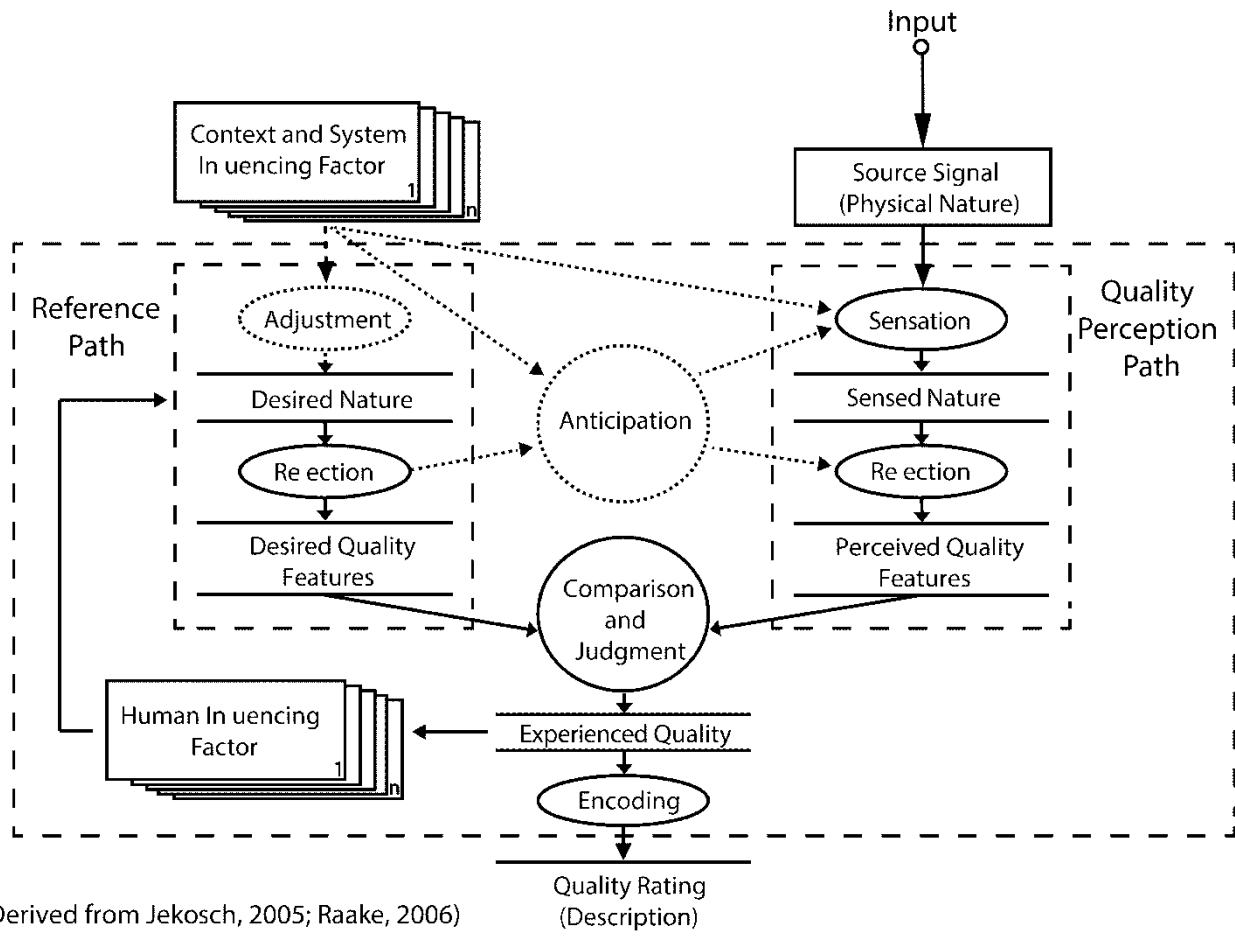 Input
Context and System
In uencing Factor
1
n
Source Signal
(Physical Nature)
Reference
Path
Quality
Perception
Path
Adjustment
Sensation
Desired Nature
Anticipation
Sensed Nature
Re ection
Re ection
Desired Quality
Features
Perceived Quality
Features
Comparison
and
Judgment
Human In uencing
Factor
1
n
Experienced Quality
Encoding
Quality Rating
(Description)
Derived from Jekosch, 2005; Raake, 2006)